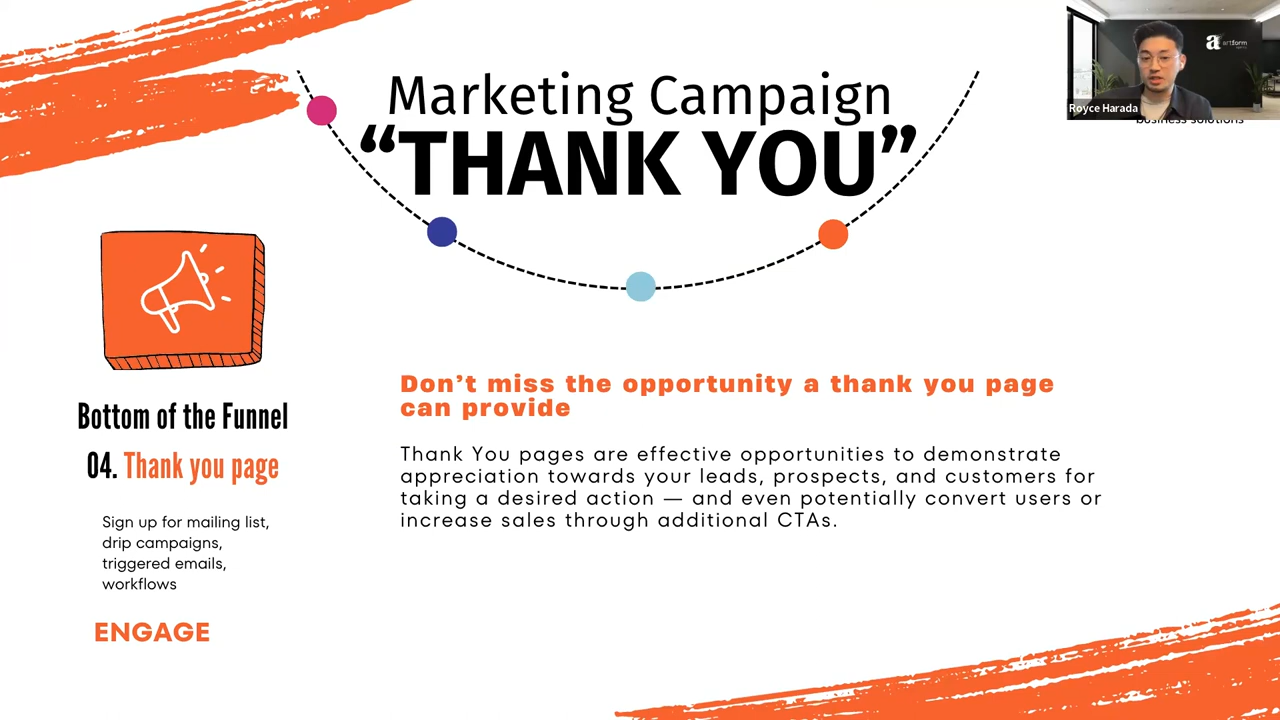 Marketing Campaign
“THANK YOU”
artform
Royce Harada
business solutions
Bottom of the Funnel
04. Thank you page
Sign up for mailing list,
drip campaigns,
triggered emails,
workflows
ENGAGE
Don’t miss the opportunity a thank you page
can provide
Thank You pages are effective opportunities to demonstrate
appreciation towards your leads, prospects, and customers for
taking a desired action — and even potentially convert users or
increase sales through additional CTAs.